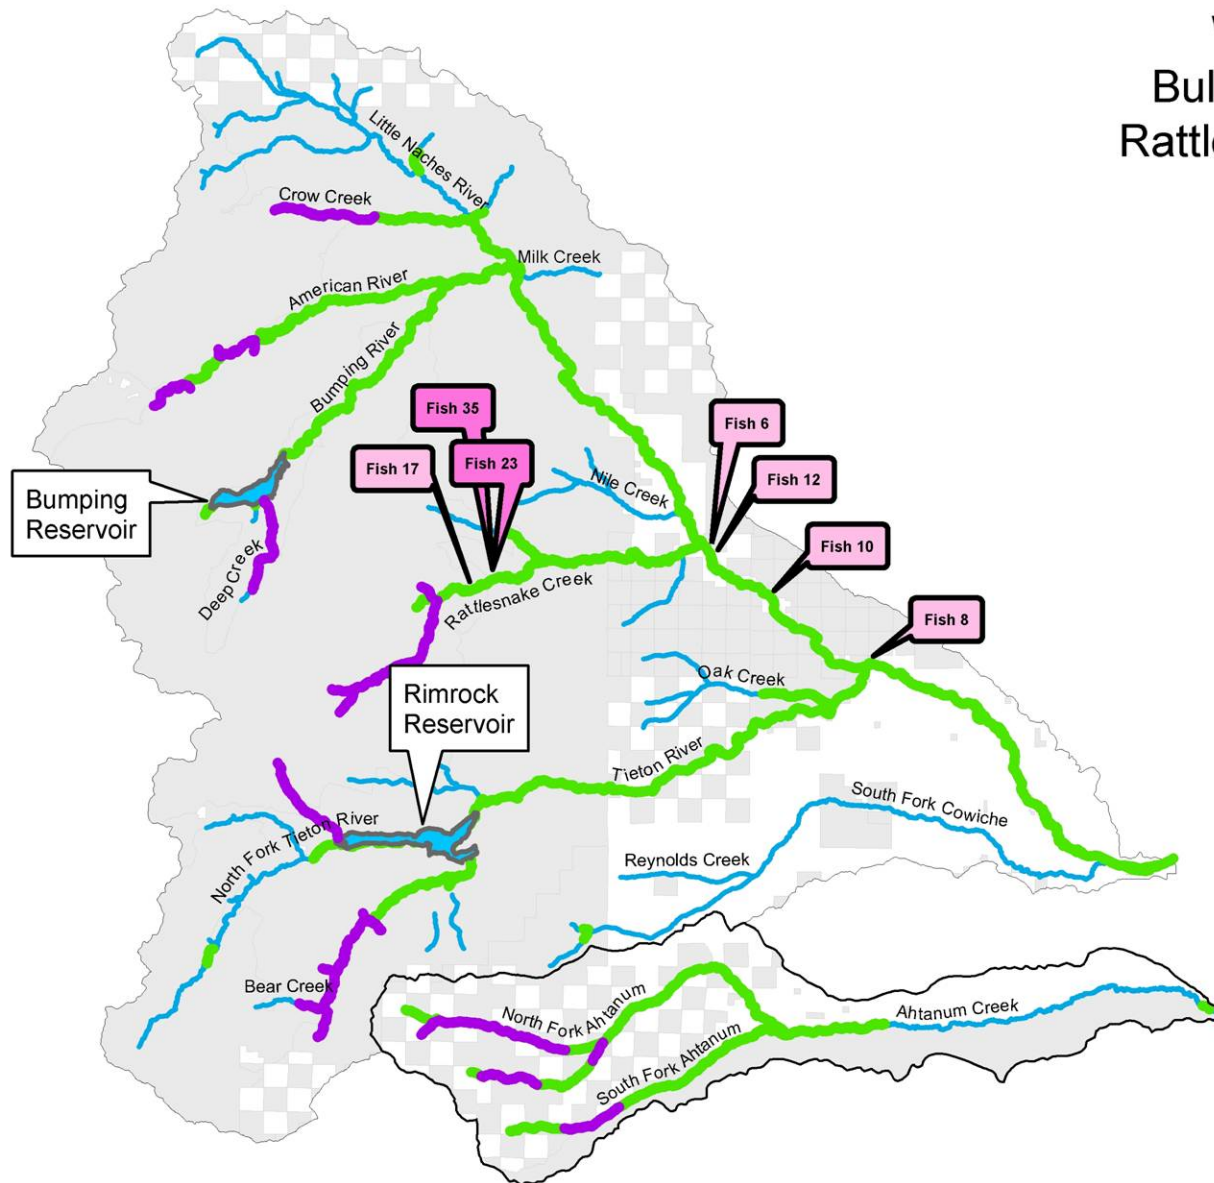 Bul
Rattl
Little Naches River
Crow Creek
Milk Creek
American River
Bumping River
Fish 35
Fish 6
Fish 17
Fish 23
Fish 12
Nile Creek
Bumping
Reservoir
Fish 10
Deep Creek
Rattlesnake Creek
Fish 8
Rimrock
Reservoir
Oak Creek
Tieton River
South Fork Cowiche
North Fork Tieton River
Reynolds Creek
Bear Creek
North Fork Ahtanum
Ahtanum Creek
South Fork Ahtanum